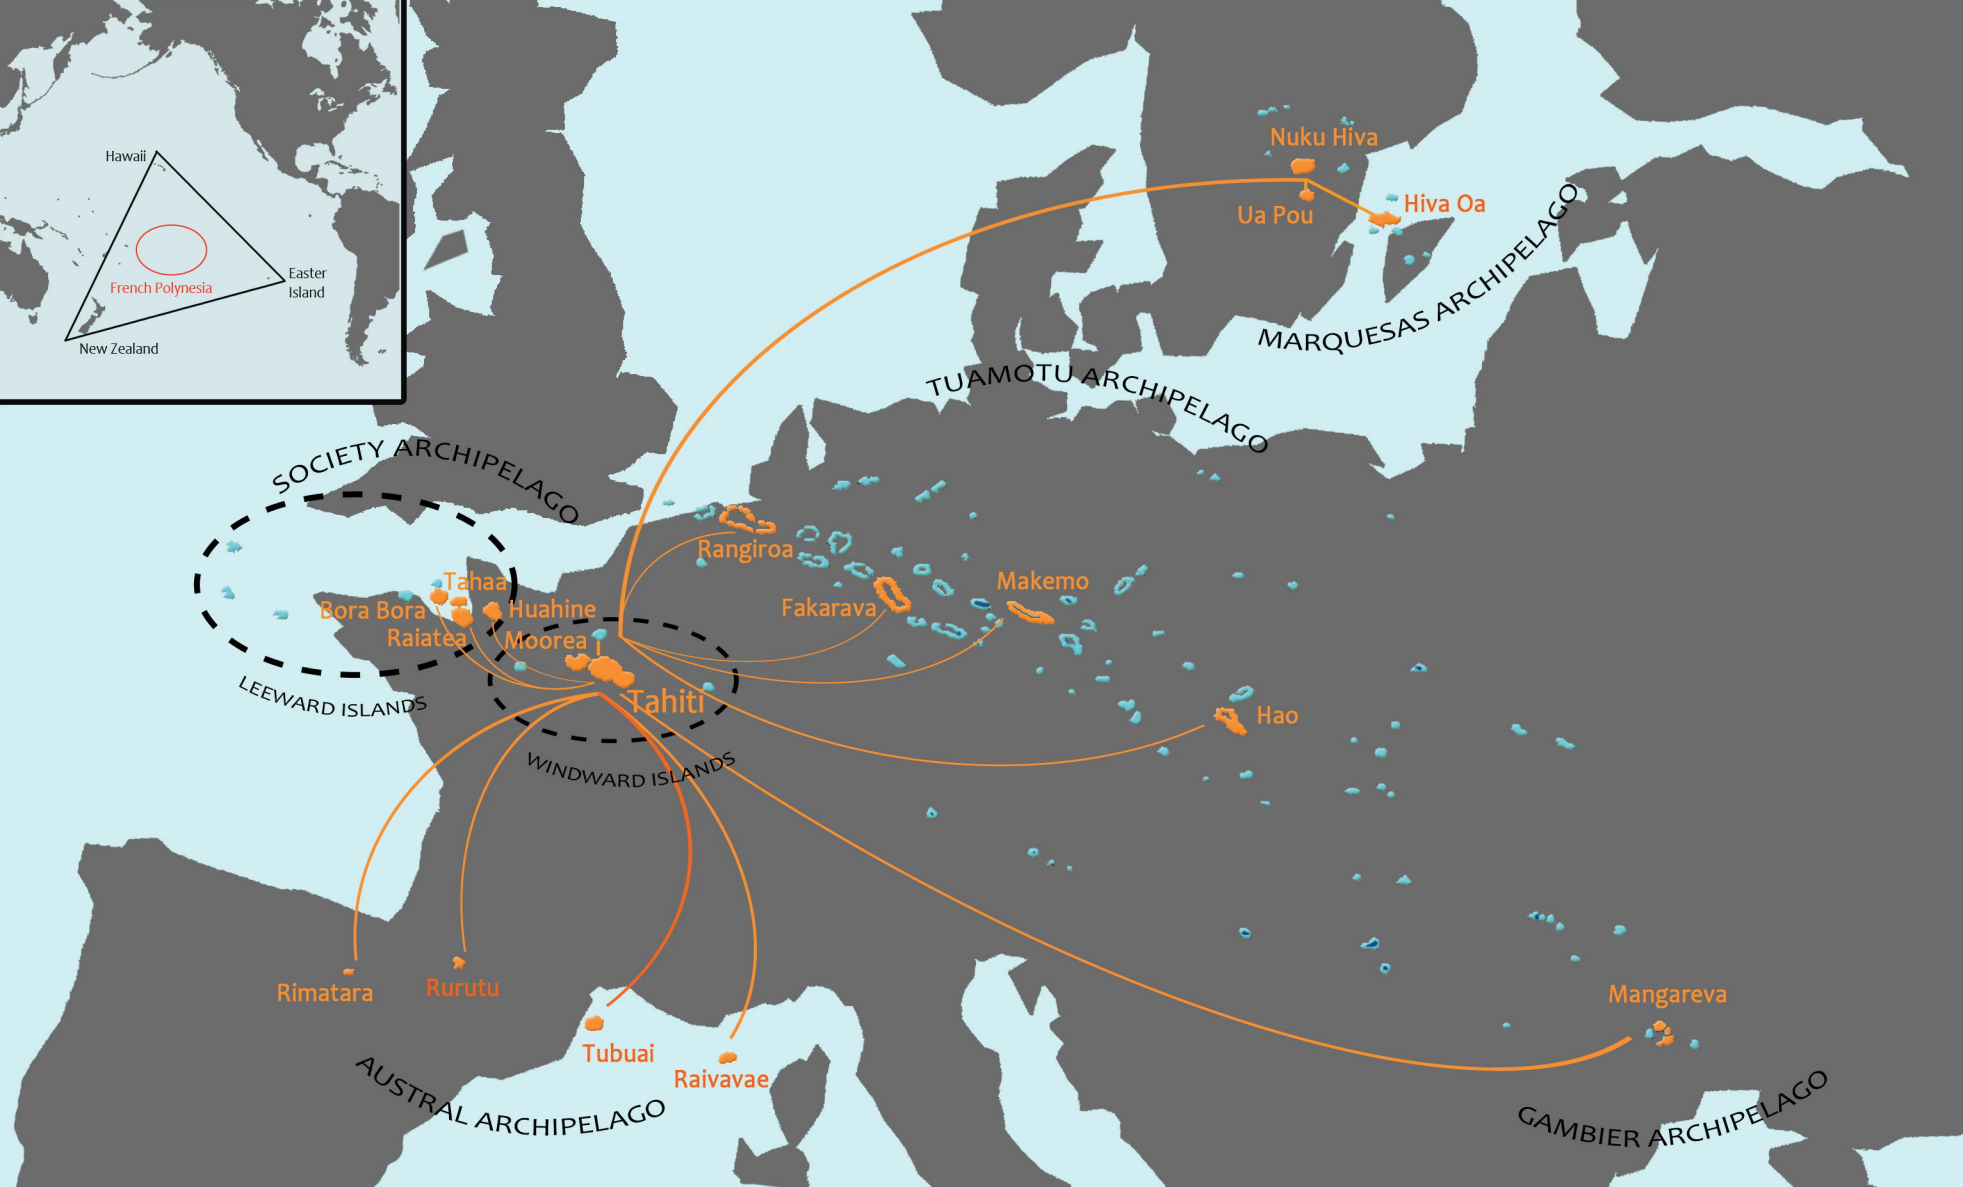 Hawaii
French Polynesia
Easter
Island
New Zealand
Nuku Hiva
Ua Pou
Hiva Oa
MARQUESAS ARCHIPELAGO
TUAMOTU ARCHIPELAGO
SOCIETY ARCHIPELAGO
Rangiroa
Fakarava
Makemo
Tahaa
Bora Bora
Huahine
Raiatea
Moorea
Tahiti
Hao
LEEWARD ISLANDS
WINDWARD ISLANDS
Rimatara
Rurutu
Tubuai
Raivavae
Mangareva
AUSTRAL ARCHIPELAGO
GAMBIER ARCHIPELAGO